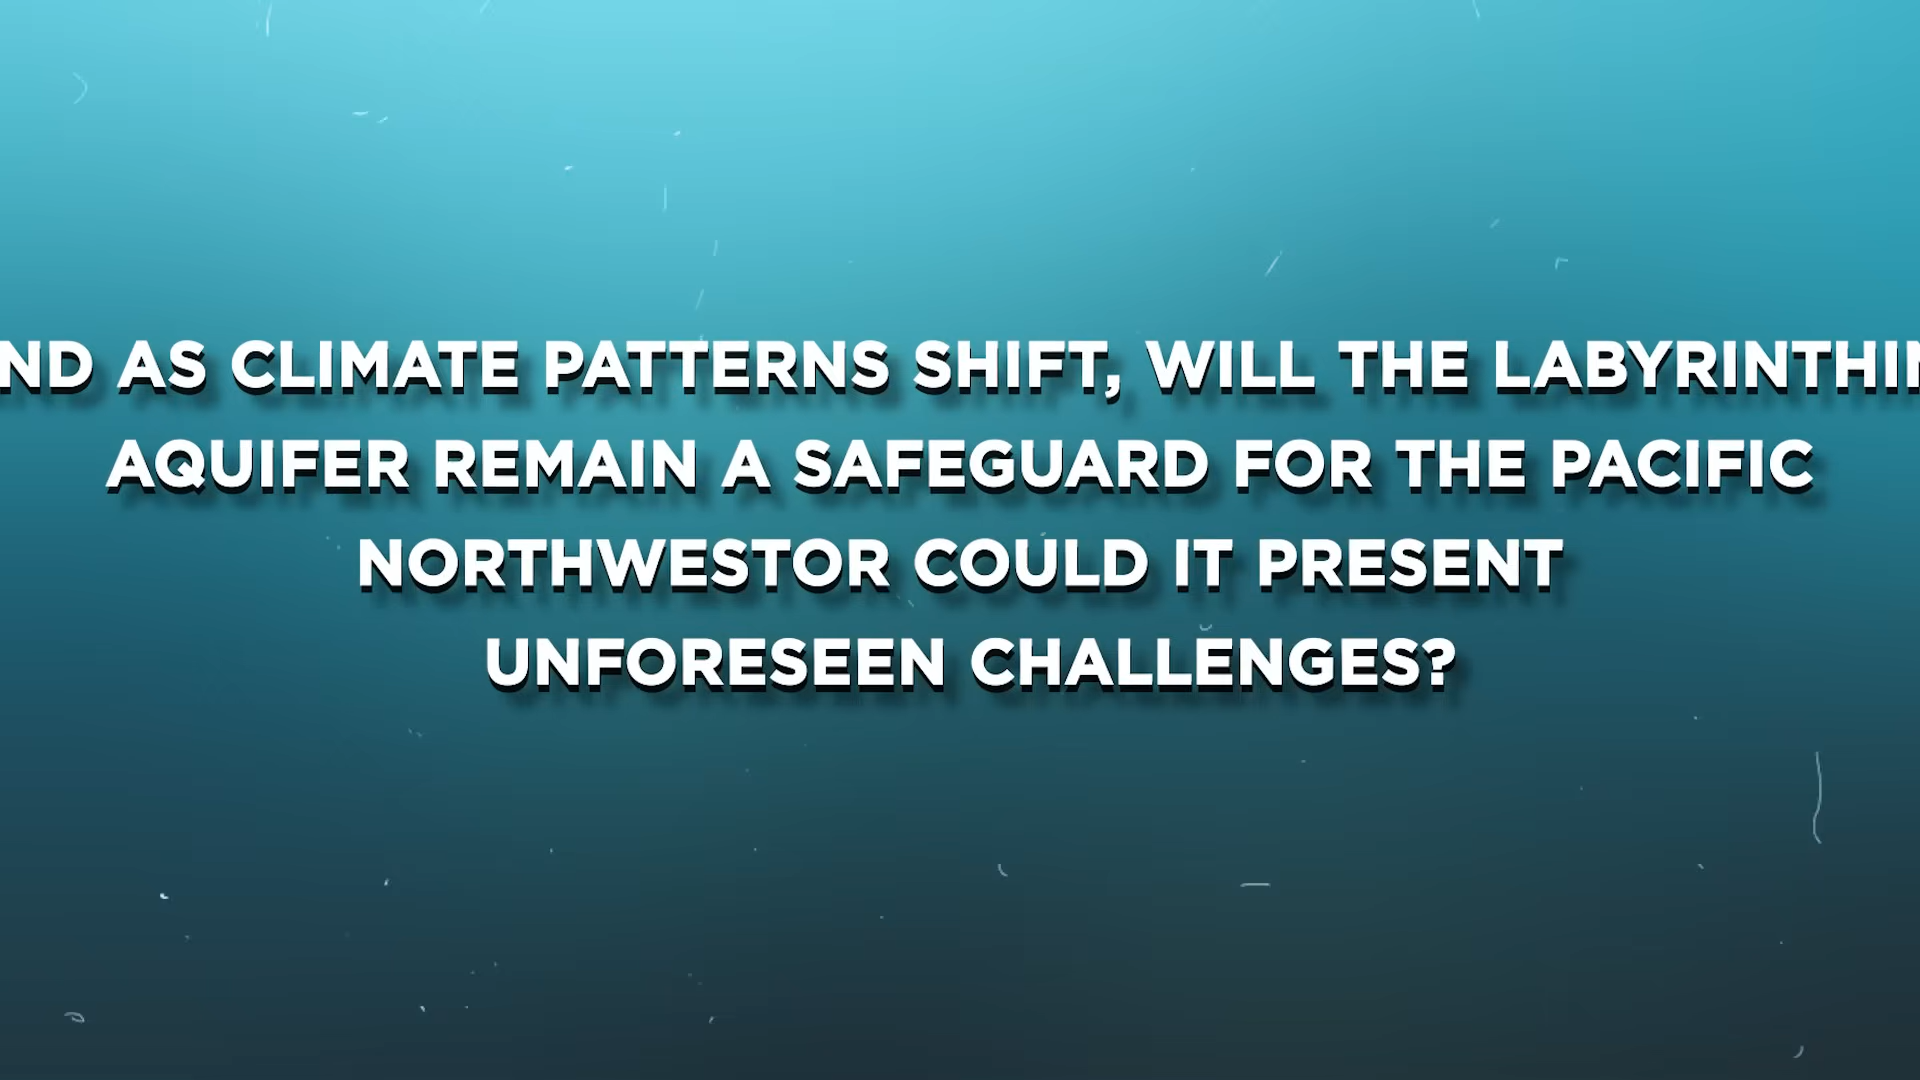 ND AS CLIMATE PATTERNS SHIFT, WILL THE LABYRINTHIN
AQUIFER REMAIN A SAFEGUARD FOR THE PACIFIC
NORTHWESTOR COULD IT PRESENT
UNFORESEEN CHALLENGES?